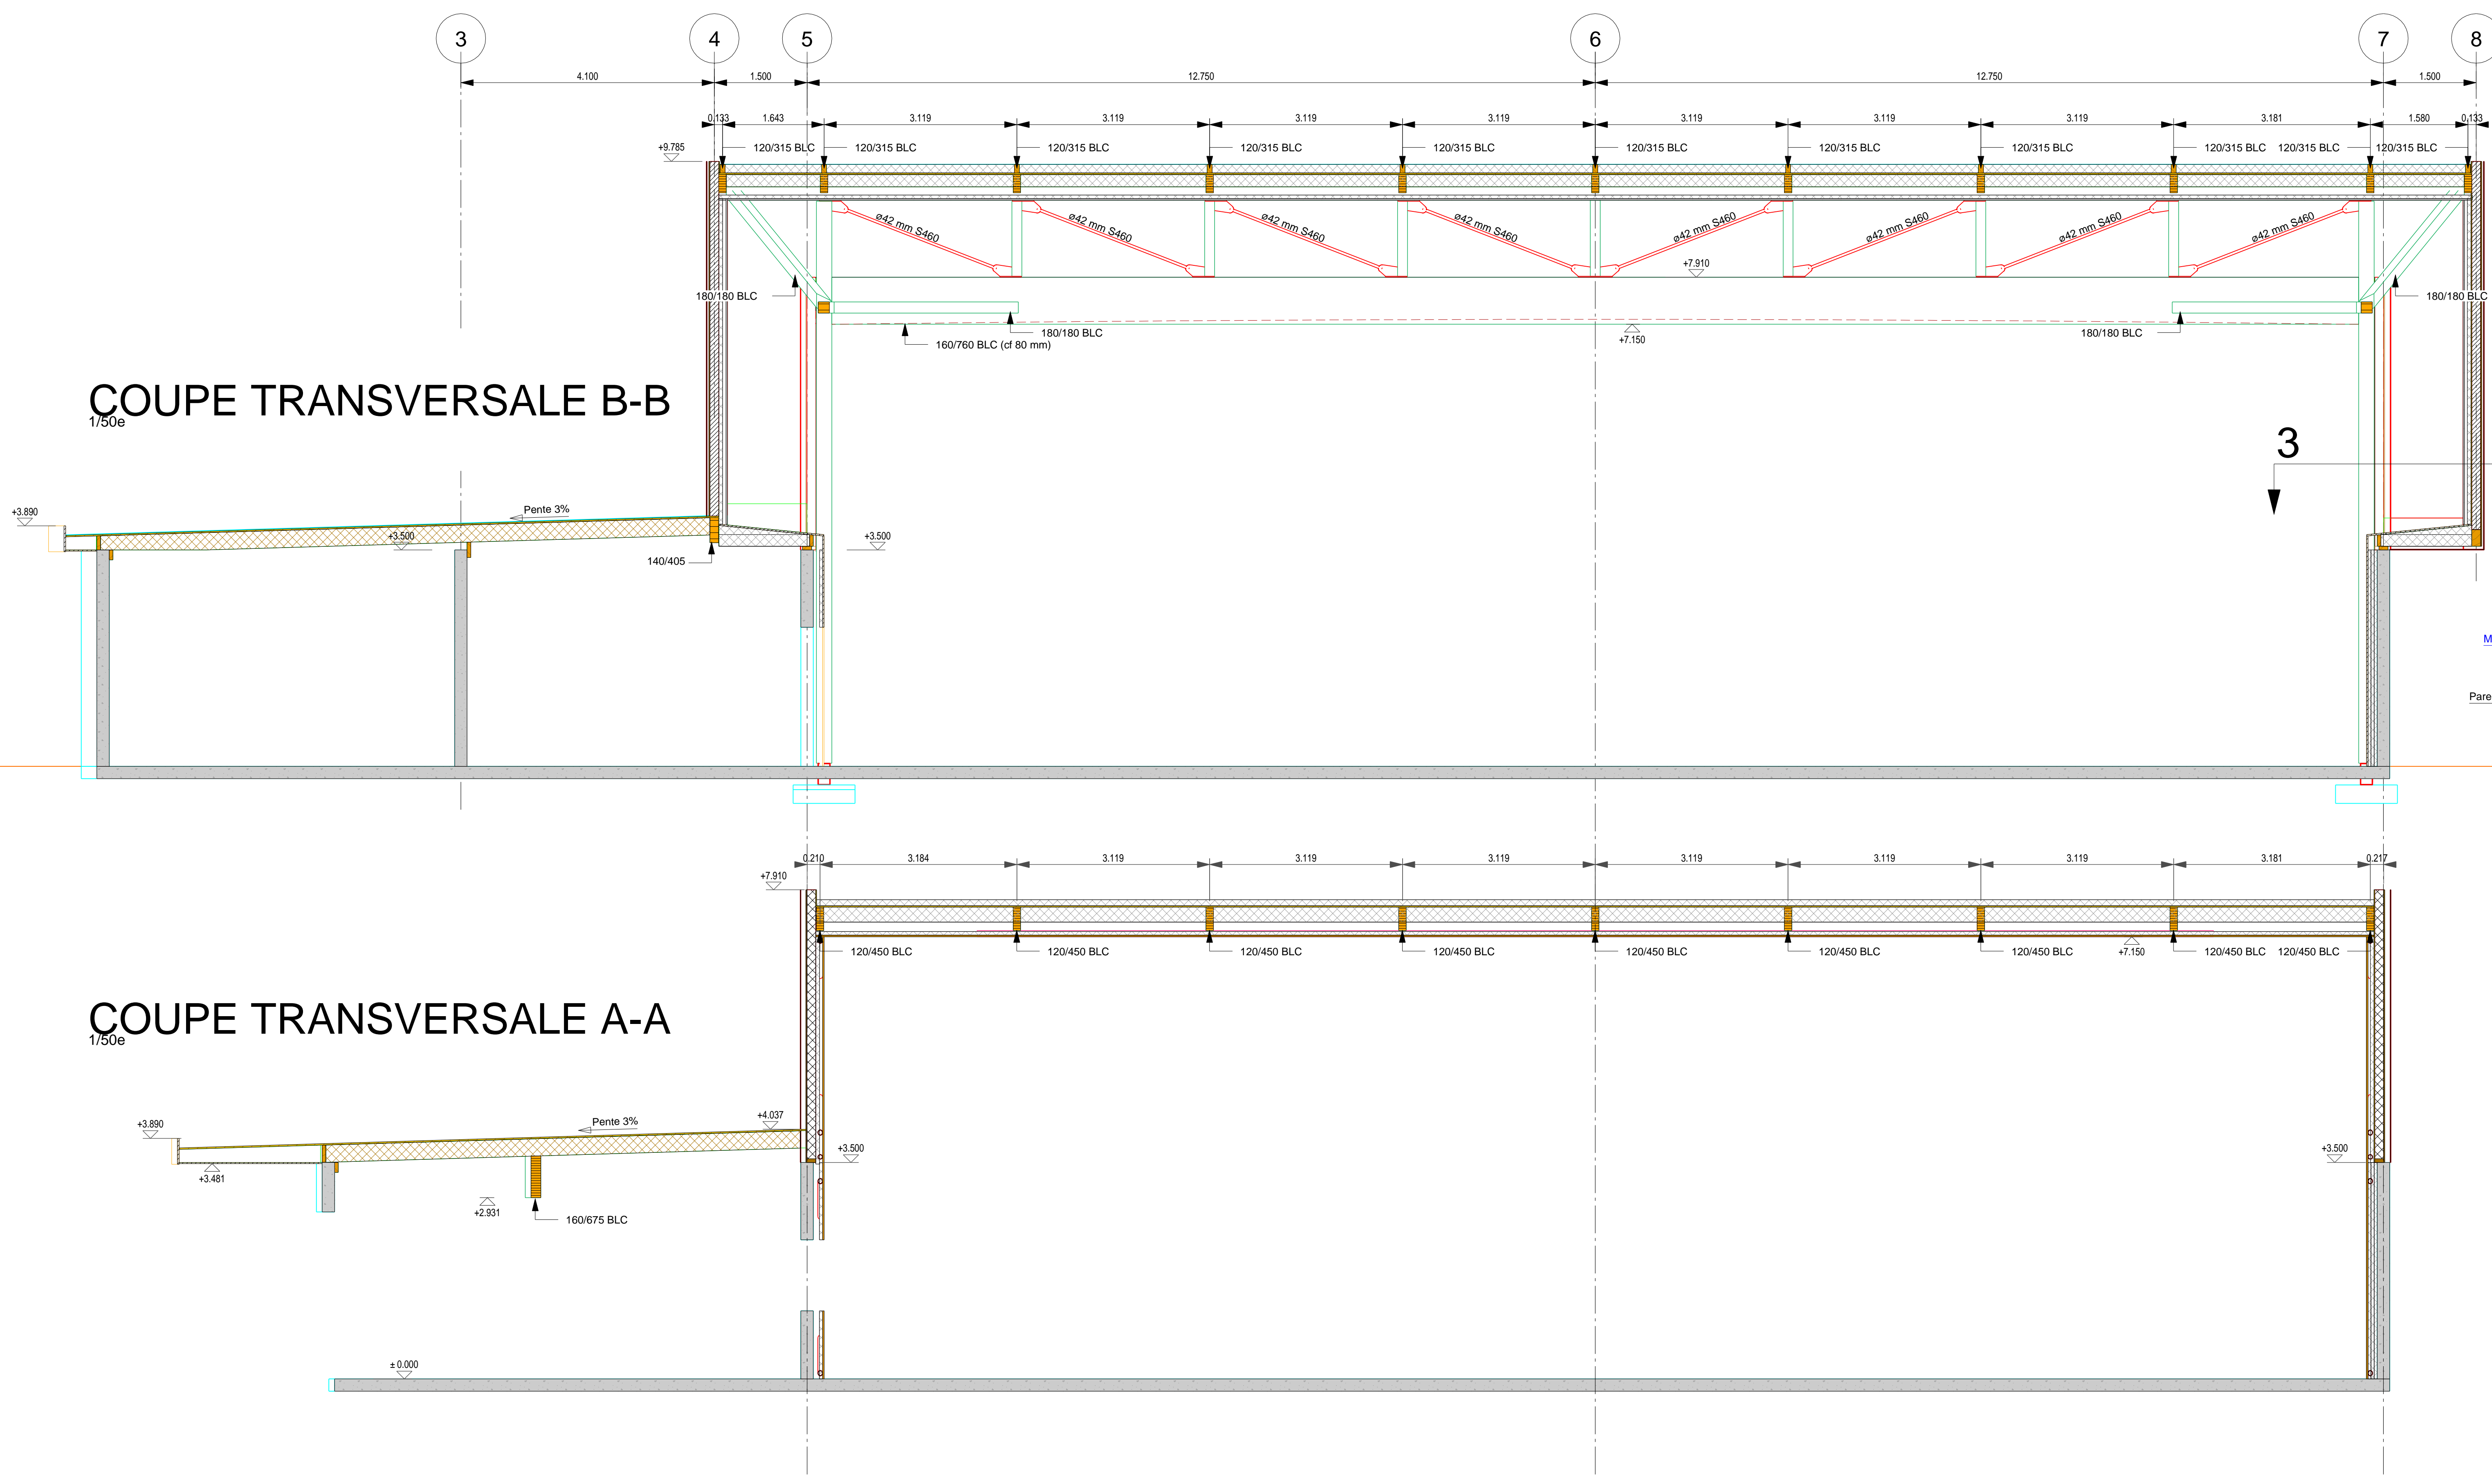 3 4 5 6 7 8
4.100 1.500 12.750 12.750 1.500
0.133 1.643 3.119 3.119 3.119 3.119 3.119 3.119 3.119 3.181 1.580 0.133
+9.785 120/315 BLC 120/315 BLC 120/315 BLC 120/315 BLC 120/315 BLC 120/315 BLC 120/315 BLC 120/315 BLC 120/315 BLC 120/315 BLC 120/315 BLC
ø42 mm S460 ø42 mm S460 ø42 mm S460 ø42 mm S460 ø42 mm S460 ø42 mm S460 ø42 mm S460 ø42 mm S460
+7.910
180/180 BLC 180/180 BLC
180/180 BLC 180/180 BLC
160/760 BLC (cf 80 mm) +7.150
COUPE TRANSVERSALE B-B
1/50e
3
+3.890 Pente 3%
+3.500 +3.500
140/405
M
Pare
0.210 3.184 3.119 3.119 3.119 3.119 3.119 3.119 3.181 0.217
+7.910
120/450 BLC 120/450 BLC 120/450 BLC 120/450 BLC 120/450 BLC 120/450 BLC 120/450 BLC +7.150 120/450 BLC 120/450 BLC
COUPE TRANSVERSALE A-A
1/50e
+3.890 Pente 3% +4.037
+3.481 +3.500 +3.500
+2.931 160/675 BLC
± 0.000